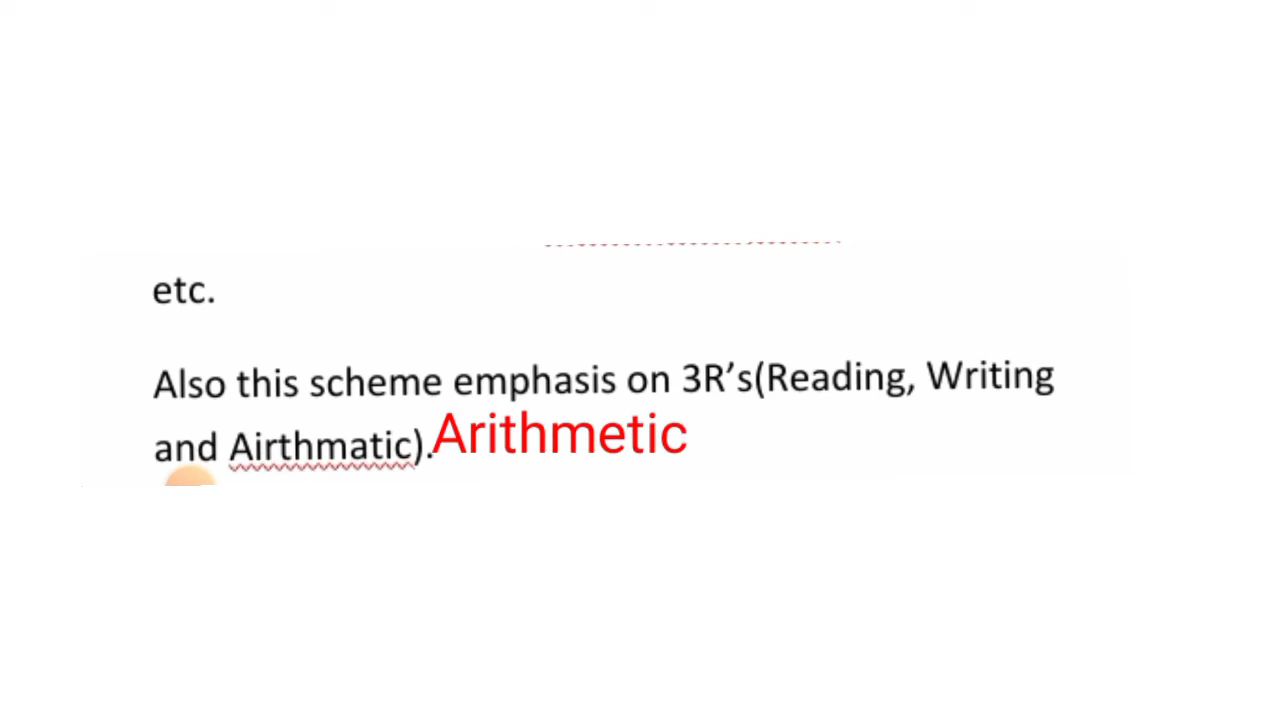 etc.
Also this scheme emphasis on 3R’s(Reading, Writing
and Airthmatic).Arithmetic